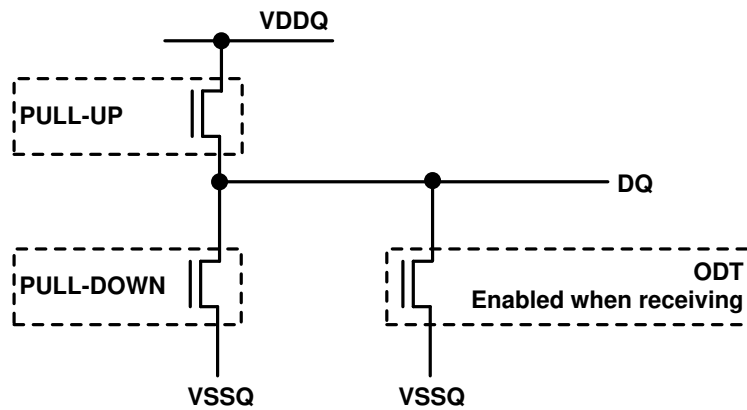 VDDQ
PULL-UP
DQ
PULL-DOWN
ODT
Enabled when receiving
VSSQ
VSSQ